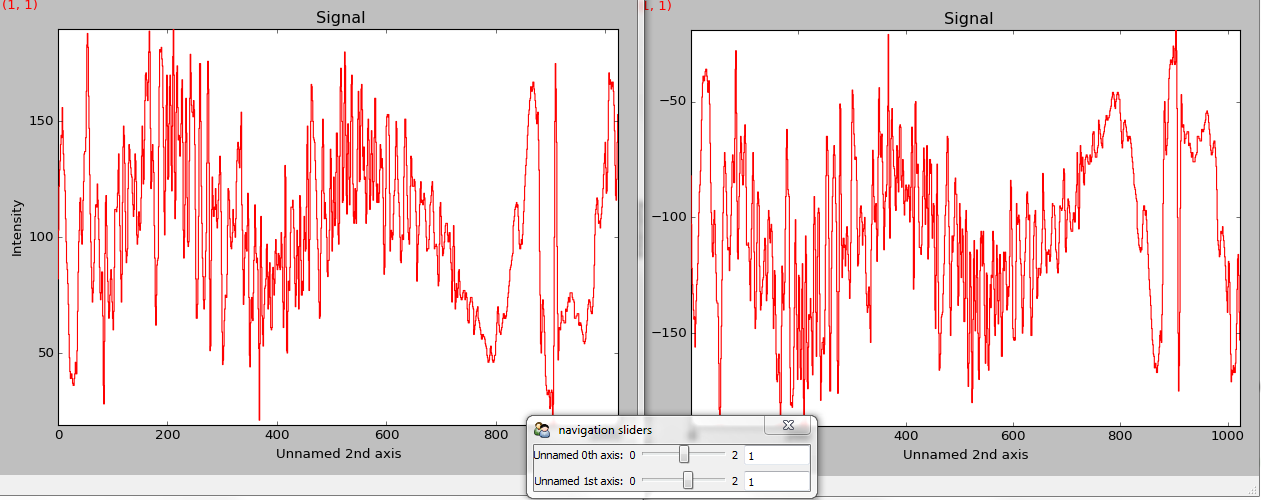 (1, 1)
Signal
150
100
50
Intensity
0
200
400
600
800
Unnamed 2nd axis
1, 1)
Signal
−50
−100
−150
400
600
800
1000
Unnamed 2nd axis
navigation sliders
Unnamed 0th axis: 0 2 1
Unnamed 1st axis: 0 2 1